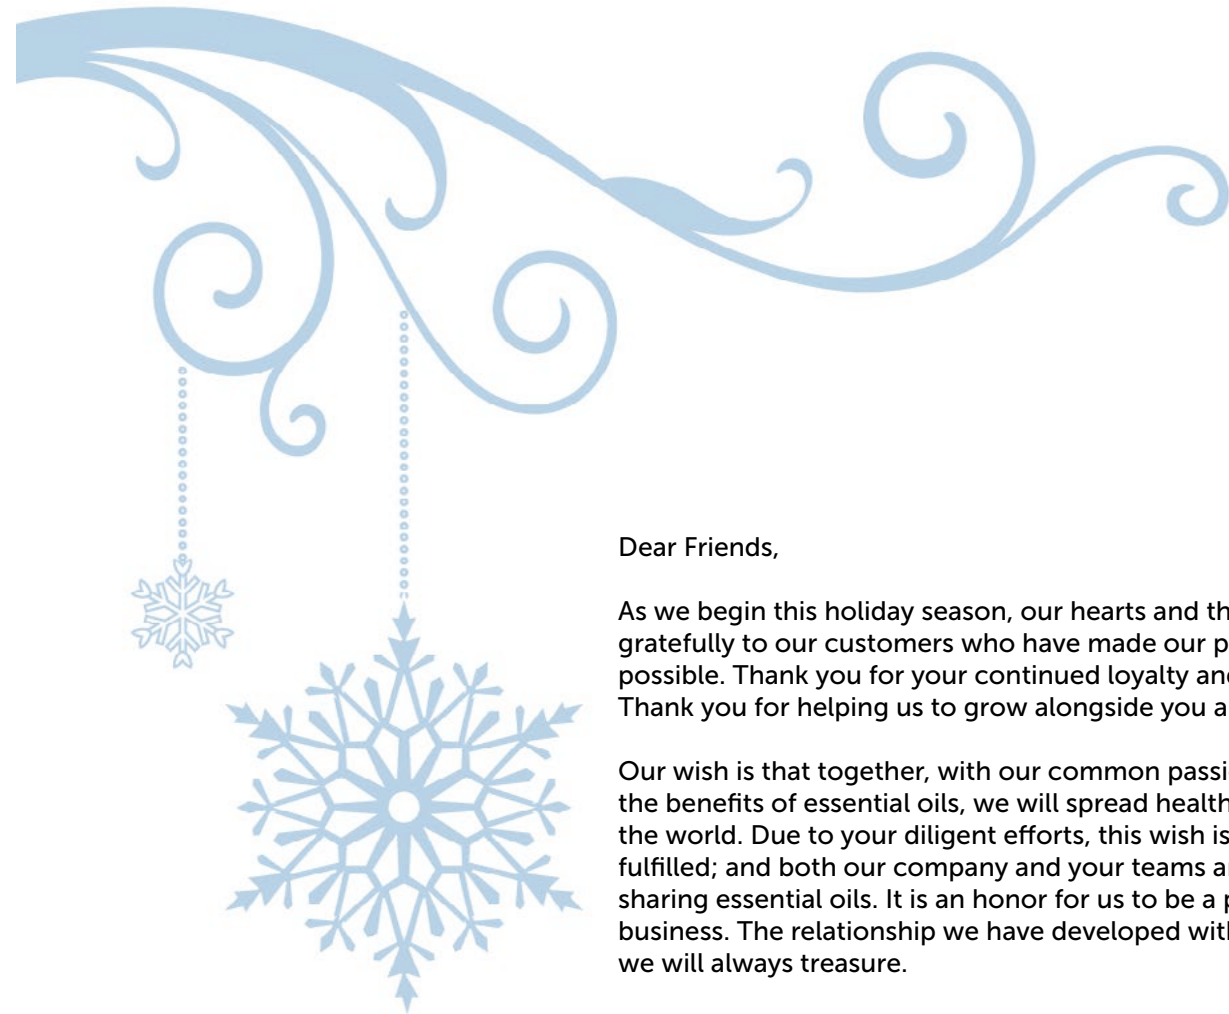 Dear Friends,
As we begin this holiday season, our hearts and th
gratefully to our customers who have made our p
possible. Thank you for your continued loyalty and
Thank you for helping us to grow alongside you a
Our wish is that together, with our common passi
the benefits of essential oils, we will spread health
the world. Due to your diligent efforts, this wish is
fulfilled; and both our company and your teams a
sharing essential oils. It is an honor for us to be a p
business. The relationship we have developed with
we will always treasure.